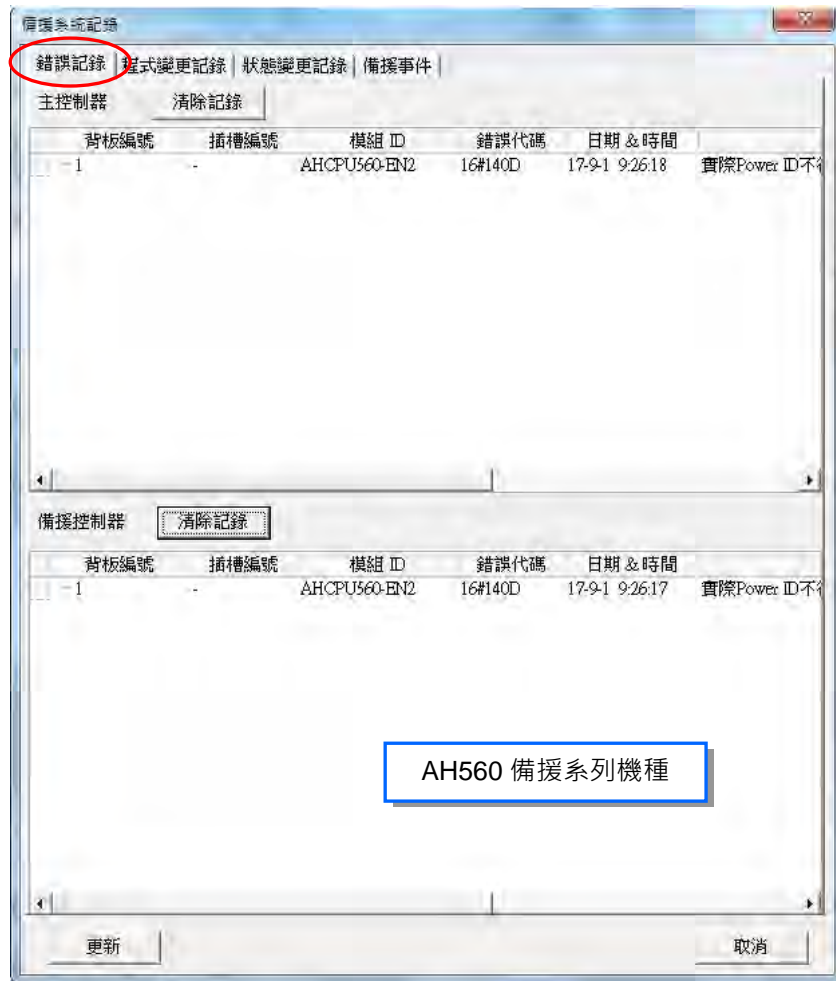 備援系統記錄
錯誤記錄 程式變更記錄 狀態變更記錄 備援事件
主控制器 清除記錄
背板編號 插槽編號 模組 ID 錯誤代碼 日期 & 時間
1 - AHCPU560-EN2 16#140D 17-9-1 9:26:18 實際Power ID不
備援控制器 清除記錄
背板編號 插槽編號 模組 ID 錯誤代碼 日期 & 時間
1 - AHCPU560-EN2 16#140D 17-9-1 9:26:17 實際Power ID不
AH560 備援系列機種
更新 取消